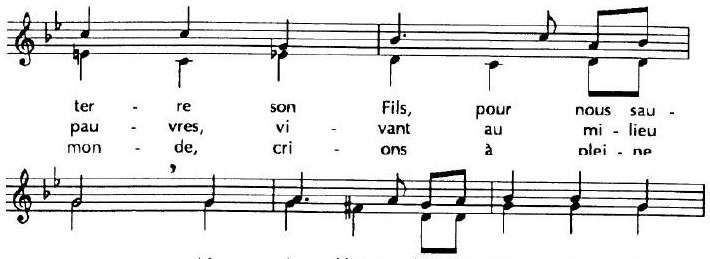 ter - re son Fils, pour nous sau -
pau - vres, vi - vant au mi - lieu
mon - de, cri - ons à plei - ne